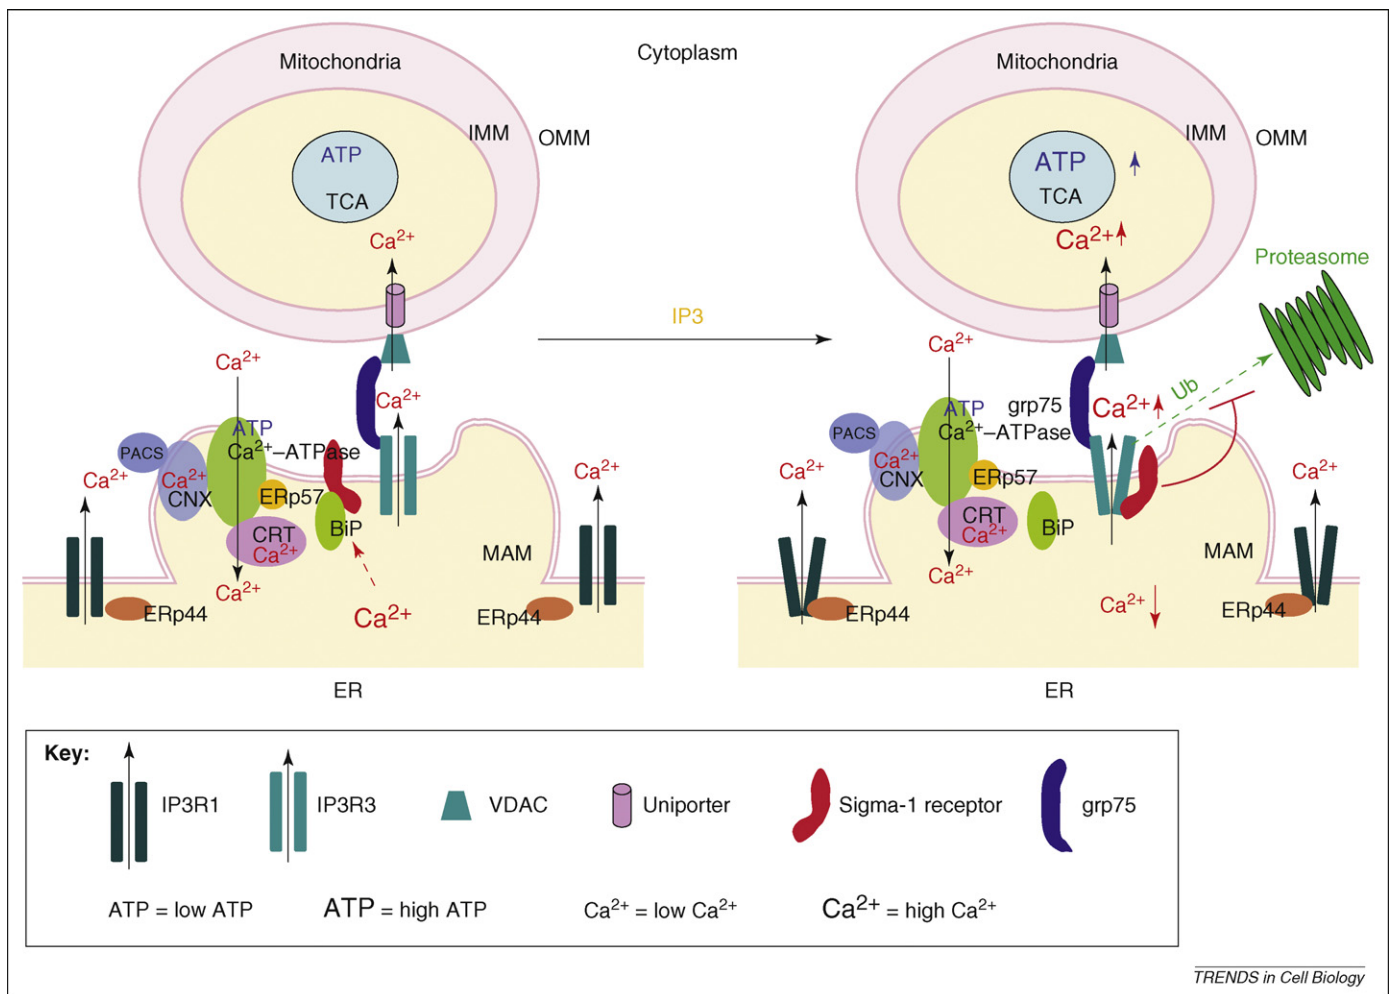 Mitochondria
Cytoplasm
Mitochondria
IMM
OMM
IMM
OMM
ATP
TCA
ATP
TCA
Ca²⁺
Ca²⁺
Proteasome
IP3
Ca²⁺
Ca²⁺
Ub
Ca²⁺
grp75
Ca²⁺
ATP
Ca²⁺–ATPase
ATP
Ca²⁺–ATPase
PACS
PACS
Ca²⁺
Ca²⁺
CNX
ERp57
Ca²⁺
Ca²⁺
Ca²⁺
CNX
ERp57
Ca²⁺
CRT
Ca²⁺
BiP
MAM
CRT
Ca²⁺
BiP
MAM
Ca²⁺
Ca²⁺
ERp44
Ca²⁺
ERp44
Ca²⁺
ERp44
ERp44
ER
ER
Key:
IP3R1
IP3R3
VDAC
Uniporter
Sigma-1 receptor
grp75
ATP = low ATP
ATP = high ATP
Ca²⁺ = low Ca²⁺
Ca²⁺ = high Ca²⁺
TRENDS in Cell Biology